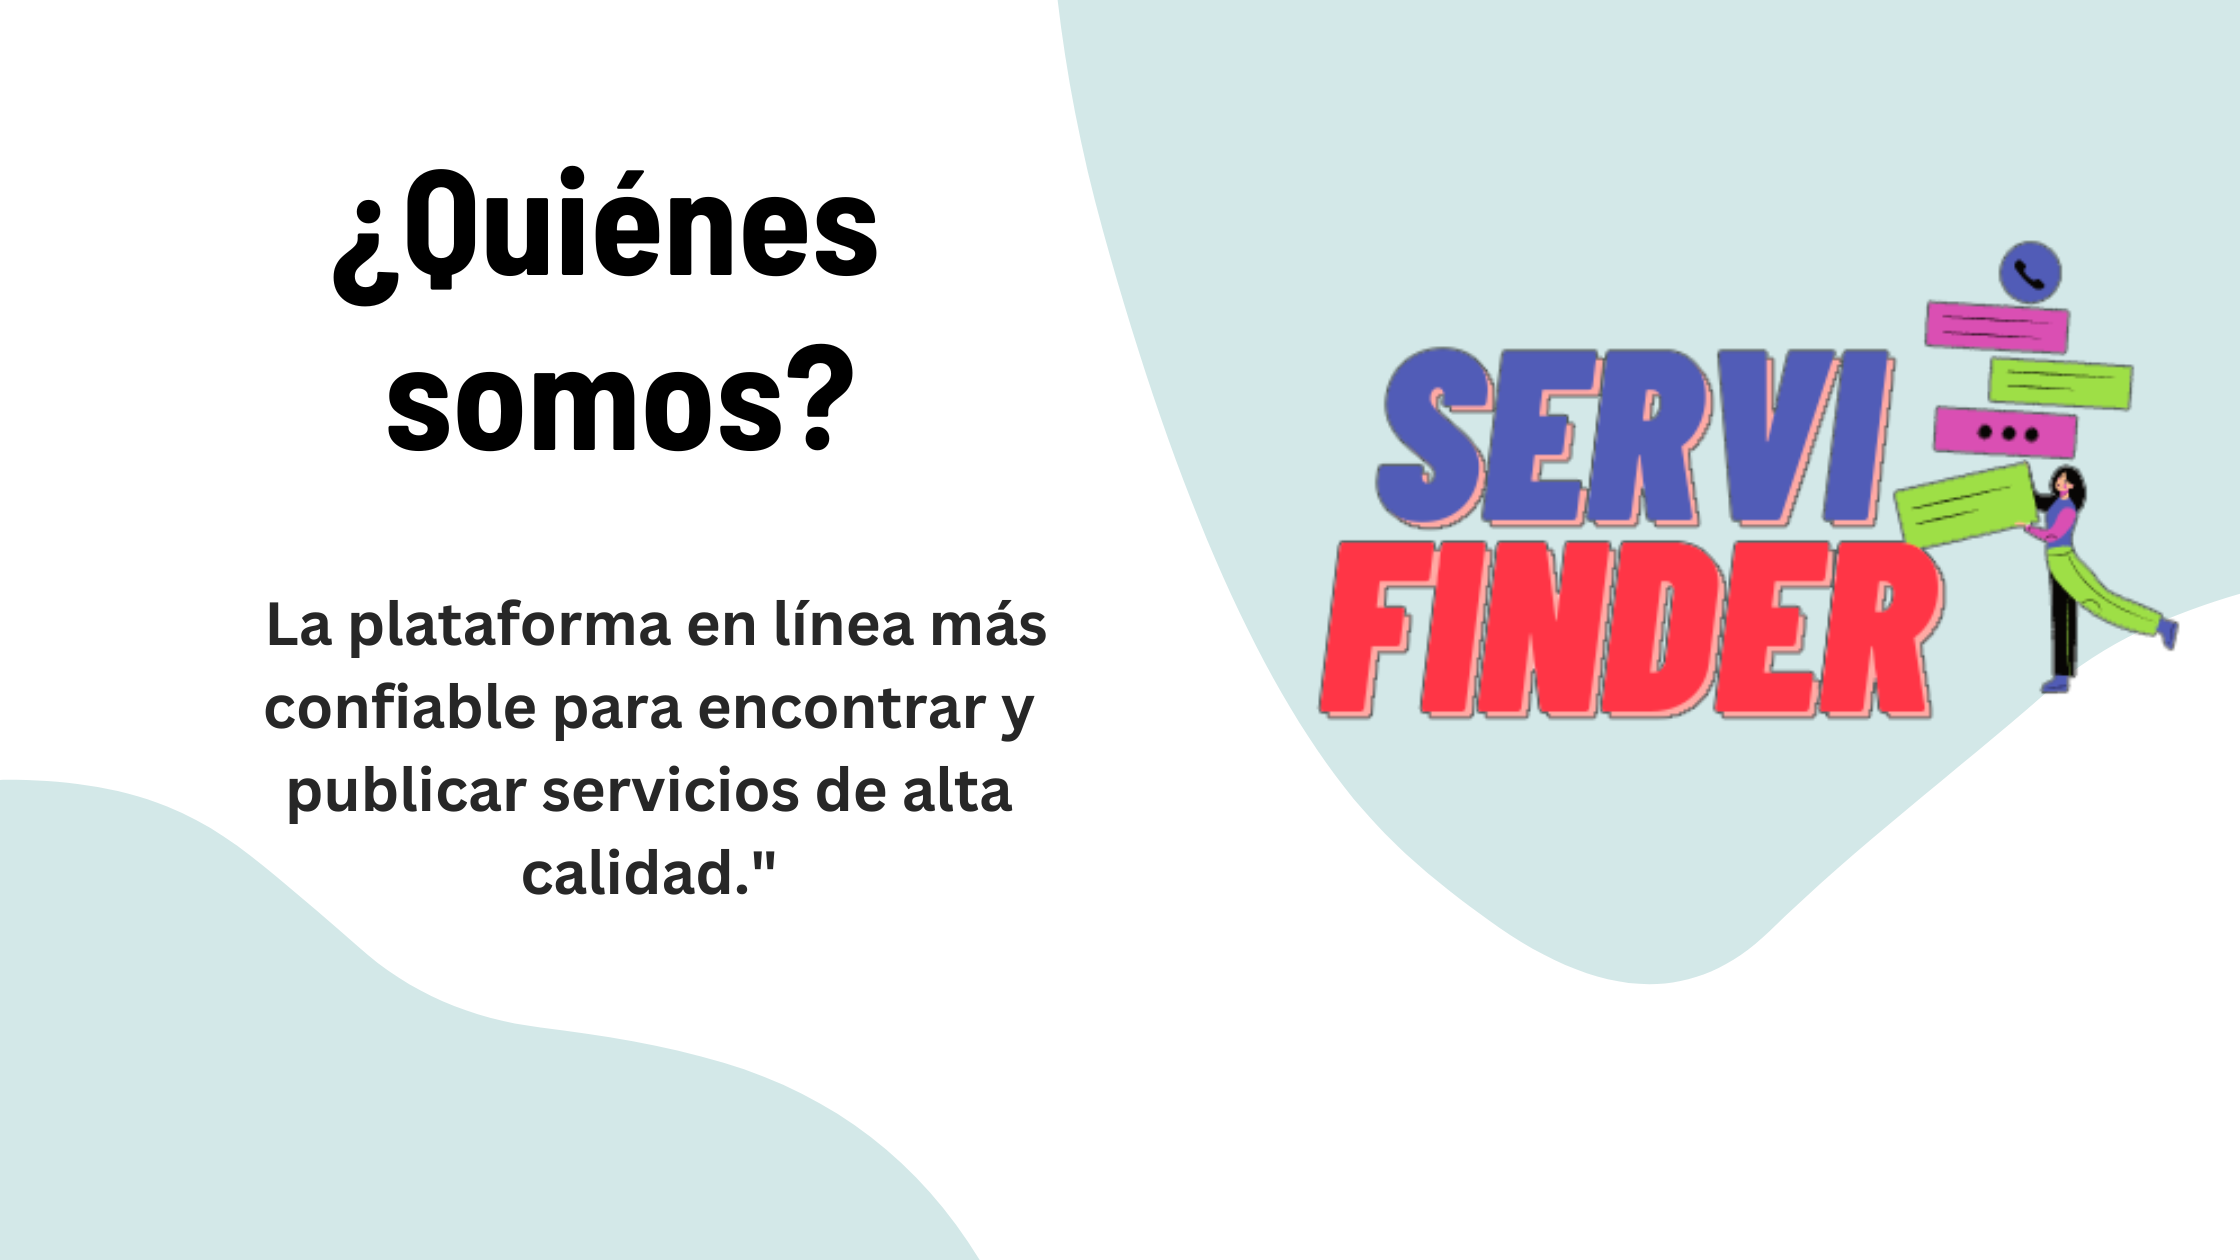 ¿Quiénes
somos?
La plataforma en línea más
confiable para encontrar y
publicar servicios de alta
calidad."
SERVI
FINDER